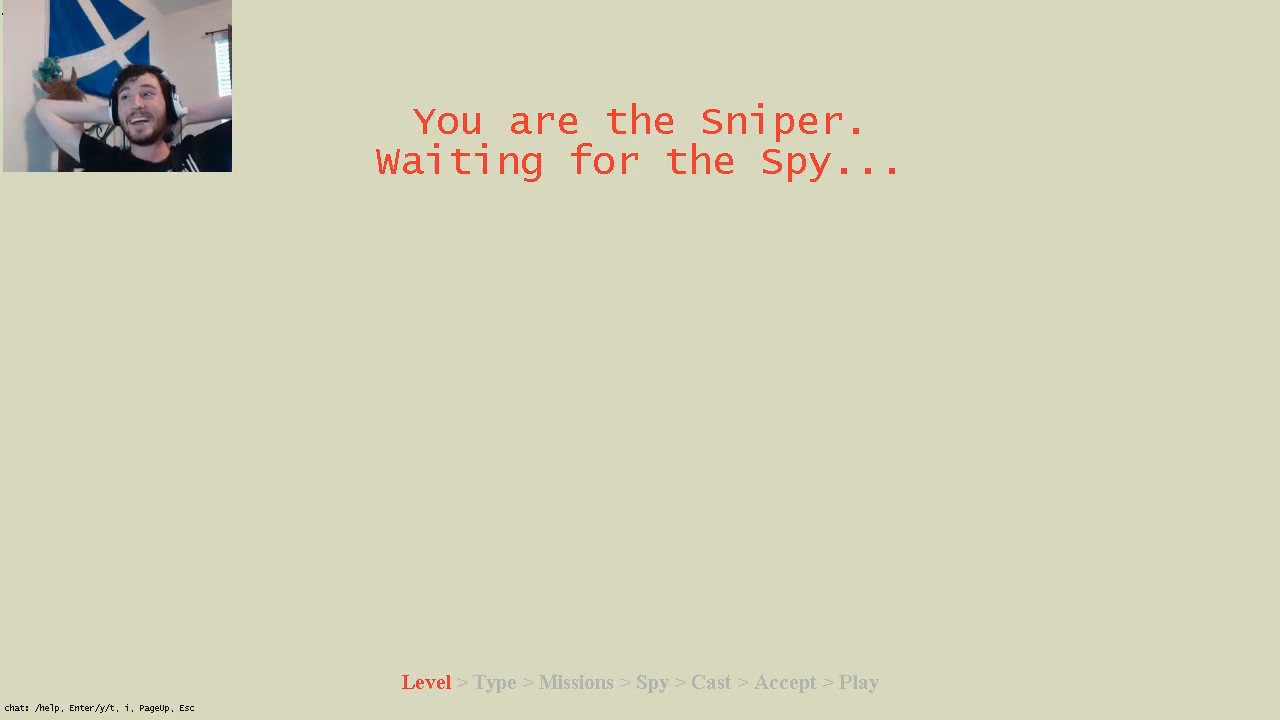 You are the Sniper.
Waiting for the Spy...
Level > Type > Missions > Spy > Cast > Accept > Play
chat: /help, Enter/y/t, i, PageUp, Esc